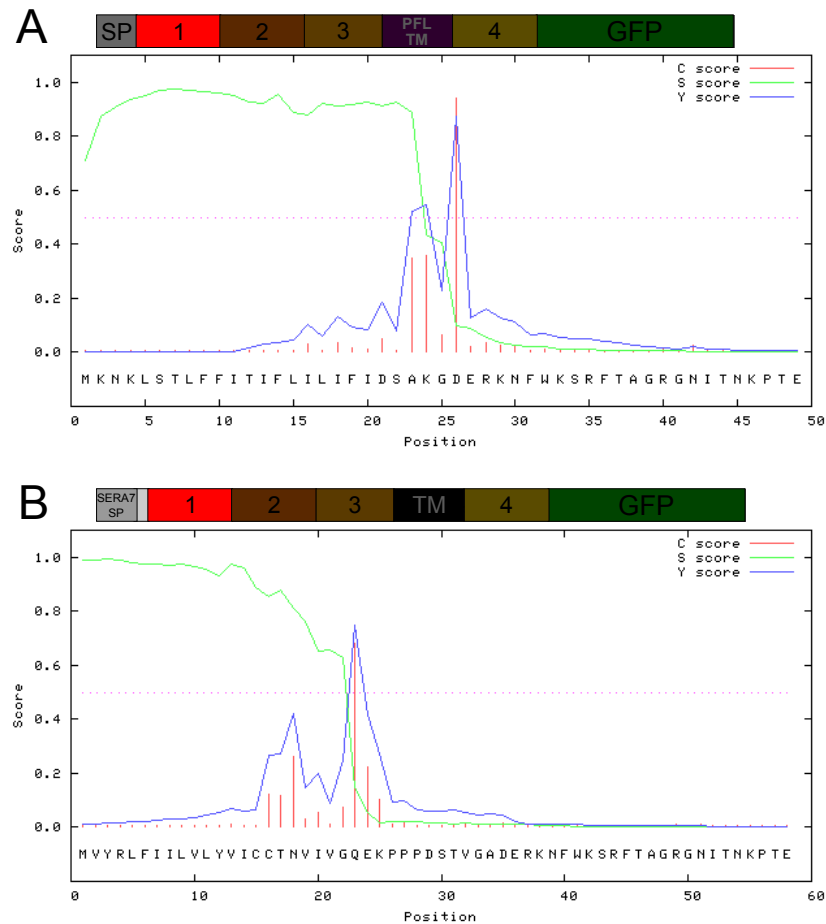 A
SP 1 2 3 PFL TM 4 GFP
C score
S score
Y score
1.0
0.8
0.6
0.4
0.2
0.0
Score
M K N K L S T L F F I T I F L I L I F I D S A K G D E R K N F W K S R F T A G R G N I T N K P T E
0 5 10 15 20 25 30 35 40 45 50
Position
B
SERA7 SP 1 2 3 TM 4 GFP
C score
S score
Y score
1.0
0.8
0.6
0.4
0.2
0.0
Score
M V Y R L F I I L V L Y V I C C T N V I V G Q E K P P P D S T V G A D E R K N F W K S R F T A G R G N I T N K P T E
0 10 20 30 40 50 60
Position